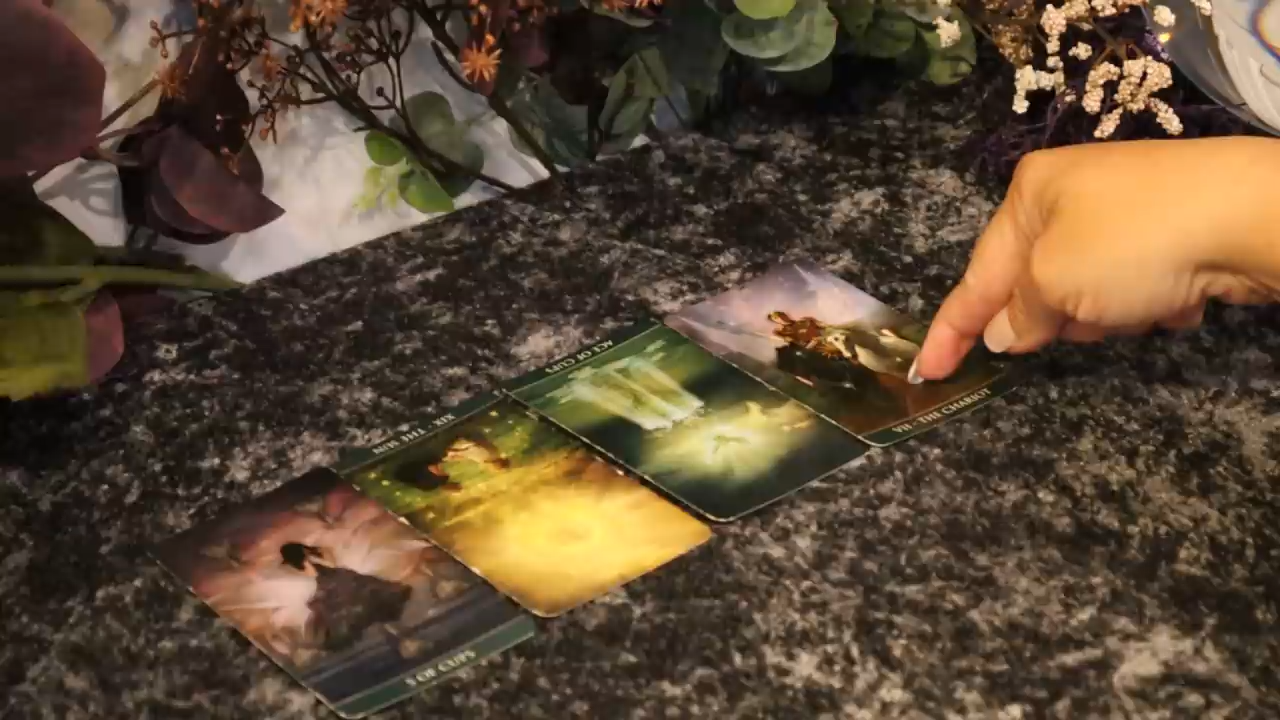 5 OF CUPS
XIX · THE SUN
ACE OF CUPS
VII · THE CHARIOT